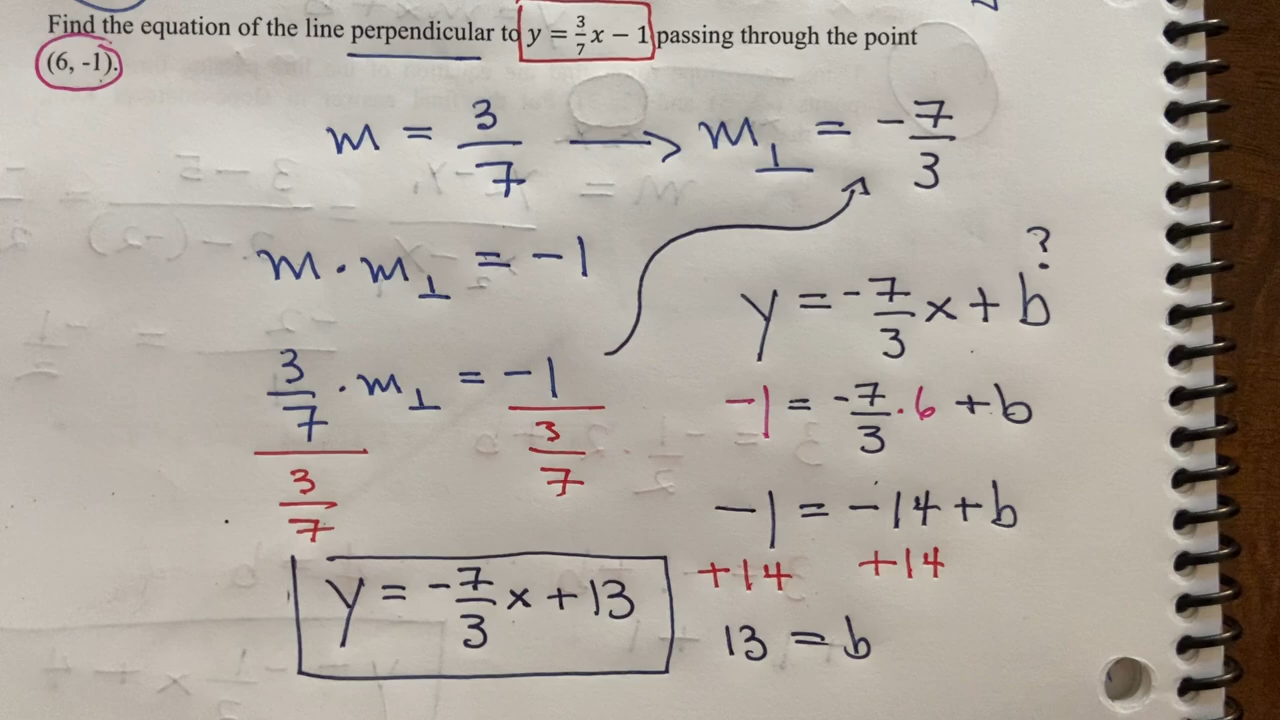 Find the equation of the line perpendicular to y = 3/7 x − 1 passing through the point
(6, -1).
m = 3/7 → m⊥ = -7/3
m · m⊥ = -1
3/7 · m⊥ = -1
3/7 3/7
y = -7/3 x + 13
?
y = -7/3 x + b
-1 = -7/3 · 6 + b
-1 = -14 + b
+14 +14
13 = b